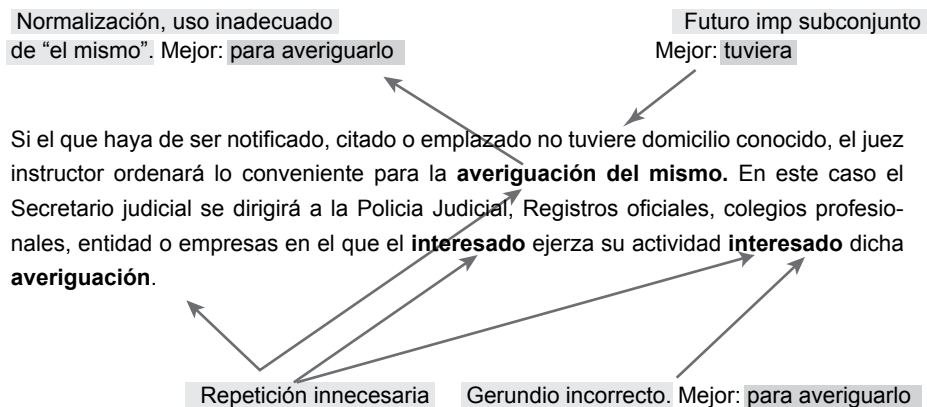 Normalización, uso inadecuado
de “el mismo”. Mejor: para averiguarlo
Futuro imp subconjunto
Mejor: tuviera
Si el que haya de ser notificado, citado o emplazado no tuviere domicilio conocido, el juez
instructor ordenará lo conveniente para la averiguación del mismo. En este caso el
Secretario judicial se dirigirá a la Policia Judicial, Registros oficiales, colegios profesio-
nales, entidad o empresas en el que el interesado ejerza su actividad interesado dicha
averiguación.
Repetición innecesaria
Gerundio incorrecto. Mejor: para averiguarlo